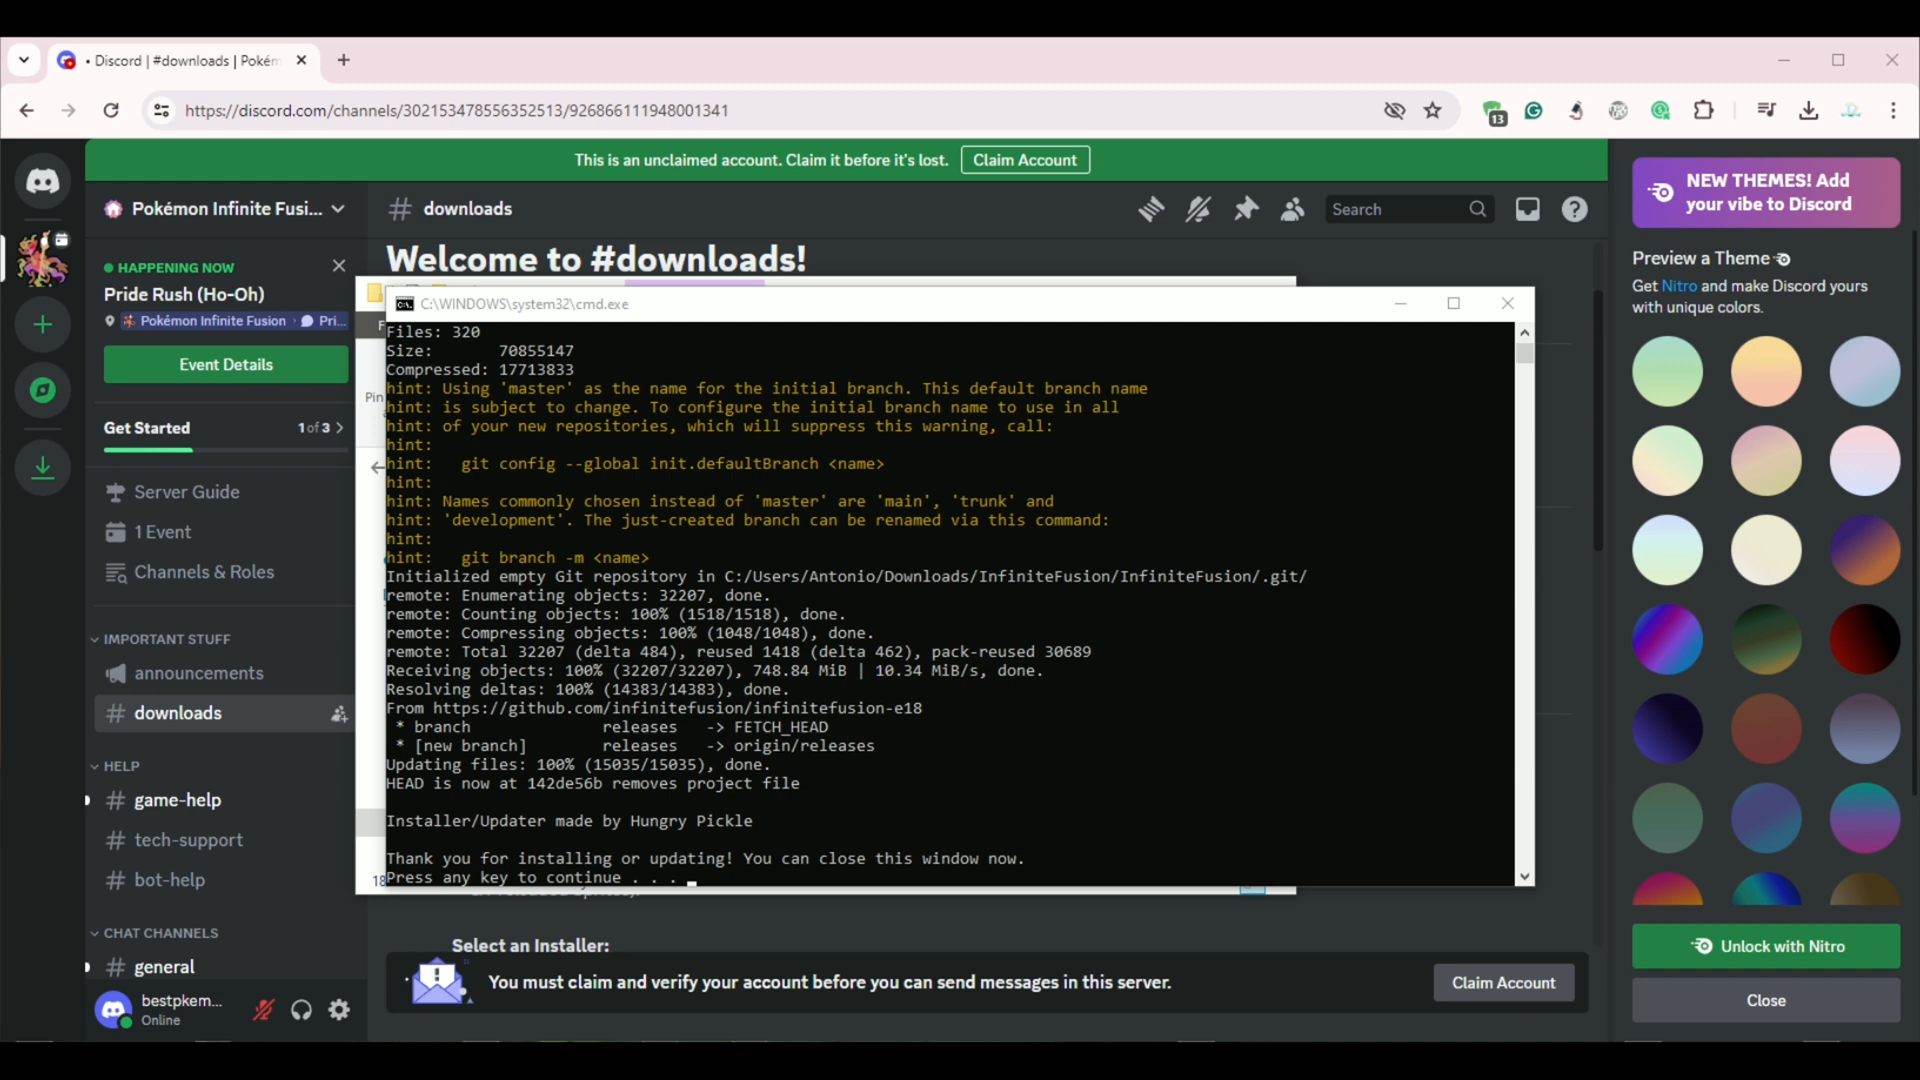 • Discord | #downloads | Pokém
https://discord.com/channels/302153478556352513/926866111948001341
13
This is an unclaimed account. Claim it before it's lost.
Claim Account
Pokémon Infinite Fusi...
HAPPENING NOW
Pride Rush (Ho-Oh)
Pokémon Infinite Fusion
Pri...
Event Details
Get Started
1 of 3
Server Guide
1 Event
Channels & Roles
IMPORTANT STUFF
announcements
downloads
HELP
game-help
tech-support
bot-help
CHAT CHANNELS
general
bestpkem...
Online
downloads
Search
Welcome to #downloads!
F
Pin
18
C:\WINDOWS\system32\cmd.exe
Files: 320
Size:       70855147
Compressed: 17713833
hint: Using 'master' as the name for the initial branch. This default branch name
hint: is subject to change. To configure the initial branch name to use in all
hint: of your new repositories, which will suppress this warning, call:
hint:
hint:   git config --global init.defaultBranch <name>
hint:
hint: Names commonly chosen instead of 'master' are 'main', 'trunk' and
hint: 'development'. The just-created branch can be renamed via this command:
hint:
hint:   git branch -m <name>
Initialized empty Git repository in C:/Users/Antonio/Downloads/InfiniteFusion/InfiniteFusion/.git/
remote: Enumerating objects: 32207, done.
remote: Counting objects: 100% (1518/1518), done.
remote: Compressing objects: 100% (1048/1048), done.
remote: Total 32207 (delta 484), reused 1418 (delta 462), pack-reused 30689
Receiving objects: 100% (32207/32207), 748.84 MiB | 10.34 MiB/s, done.
Resolving deltas: 100% (14383/14383), done.
From https://github.com/infinitefusion/infinitefusion-e18
 * branch            releases   -> FETCH_HEAD
 * [new branch]      releases   -> origin/releases
Updating files: 100% (15035/15035), done.
HEAD is now at 142de56b removes project file
Installer/Updater made by Hungry Pickle
Thank you for installing or updating! You can close this window now.
Press any key to continue . . .
Select an Installer:
You must claim and verify your account before you can send messages in this server.
Claim Account
NEW THEMES! Add
your vibe to Discord
Preview a Theme
Get Nitro and make Discord yours
with unique colors.
Unlock with Nitro
Close